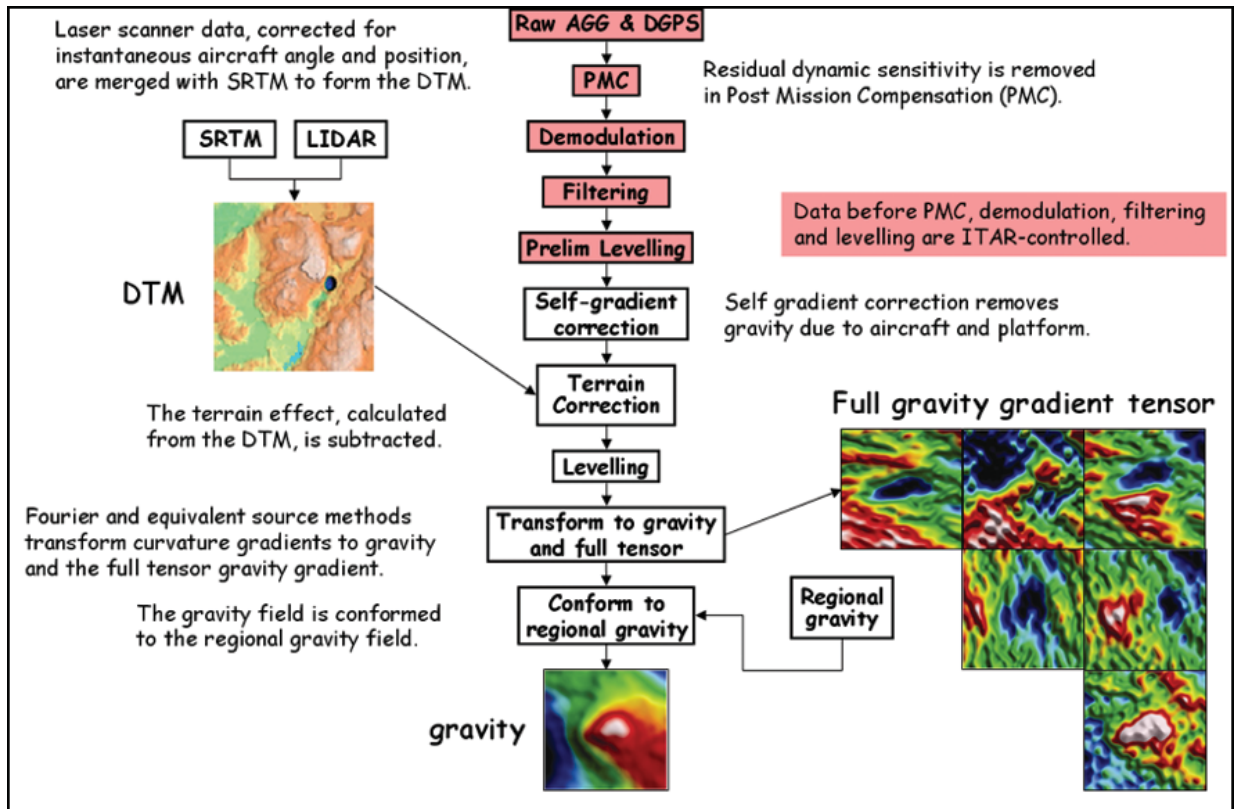 Laser scanner data, corrected for
instantaneous aircraft angle and position,
are merged with SRTM to form the DTM.
Raw AGG & DGPS
PMC
Residual dynamic sensitivity is removed
in Post Mission Compensation (PMC).
SRTM
LIDAR
Demodulation
Filtering
Data before PMC, demodulation, filtering
and levelling are ITAR-controlled.
Prelim Levelling
DTM
Self-gradient
correction
Self gradient correction removes
gravity due to aircraft and platform.
Terrain
Correction
The terrain effect, calculated
from the DTM, is subtracted.
Full gravity gradient tensor
Levelling
Fourier and equivalent source methods
transform curvature gradients to gravity
and the full tensor gravity gradient.
Transform to gravity
and full tensor
The gravity field is conformed
to the regional gravity field.
Conform to
regional gravity
Regional
gravity
gravity